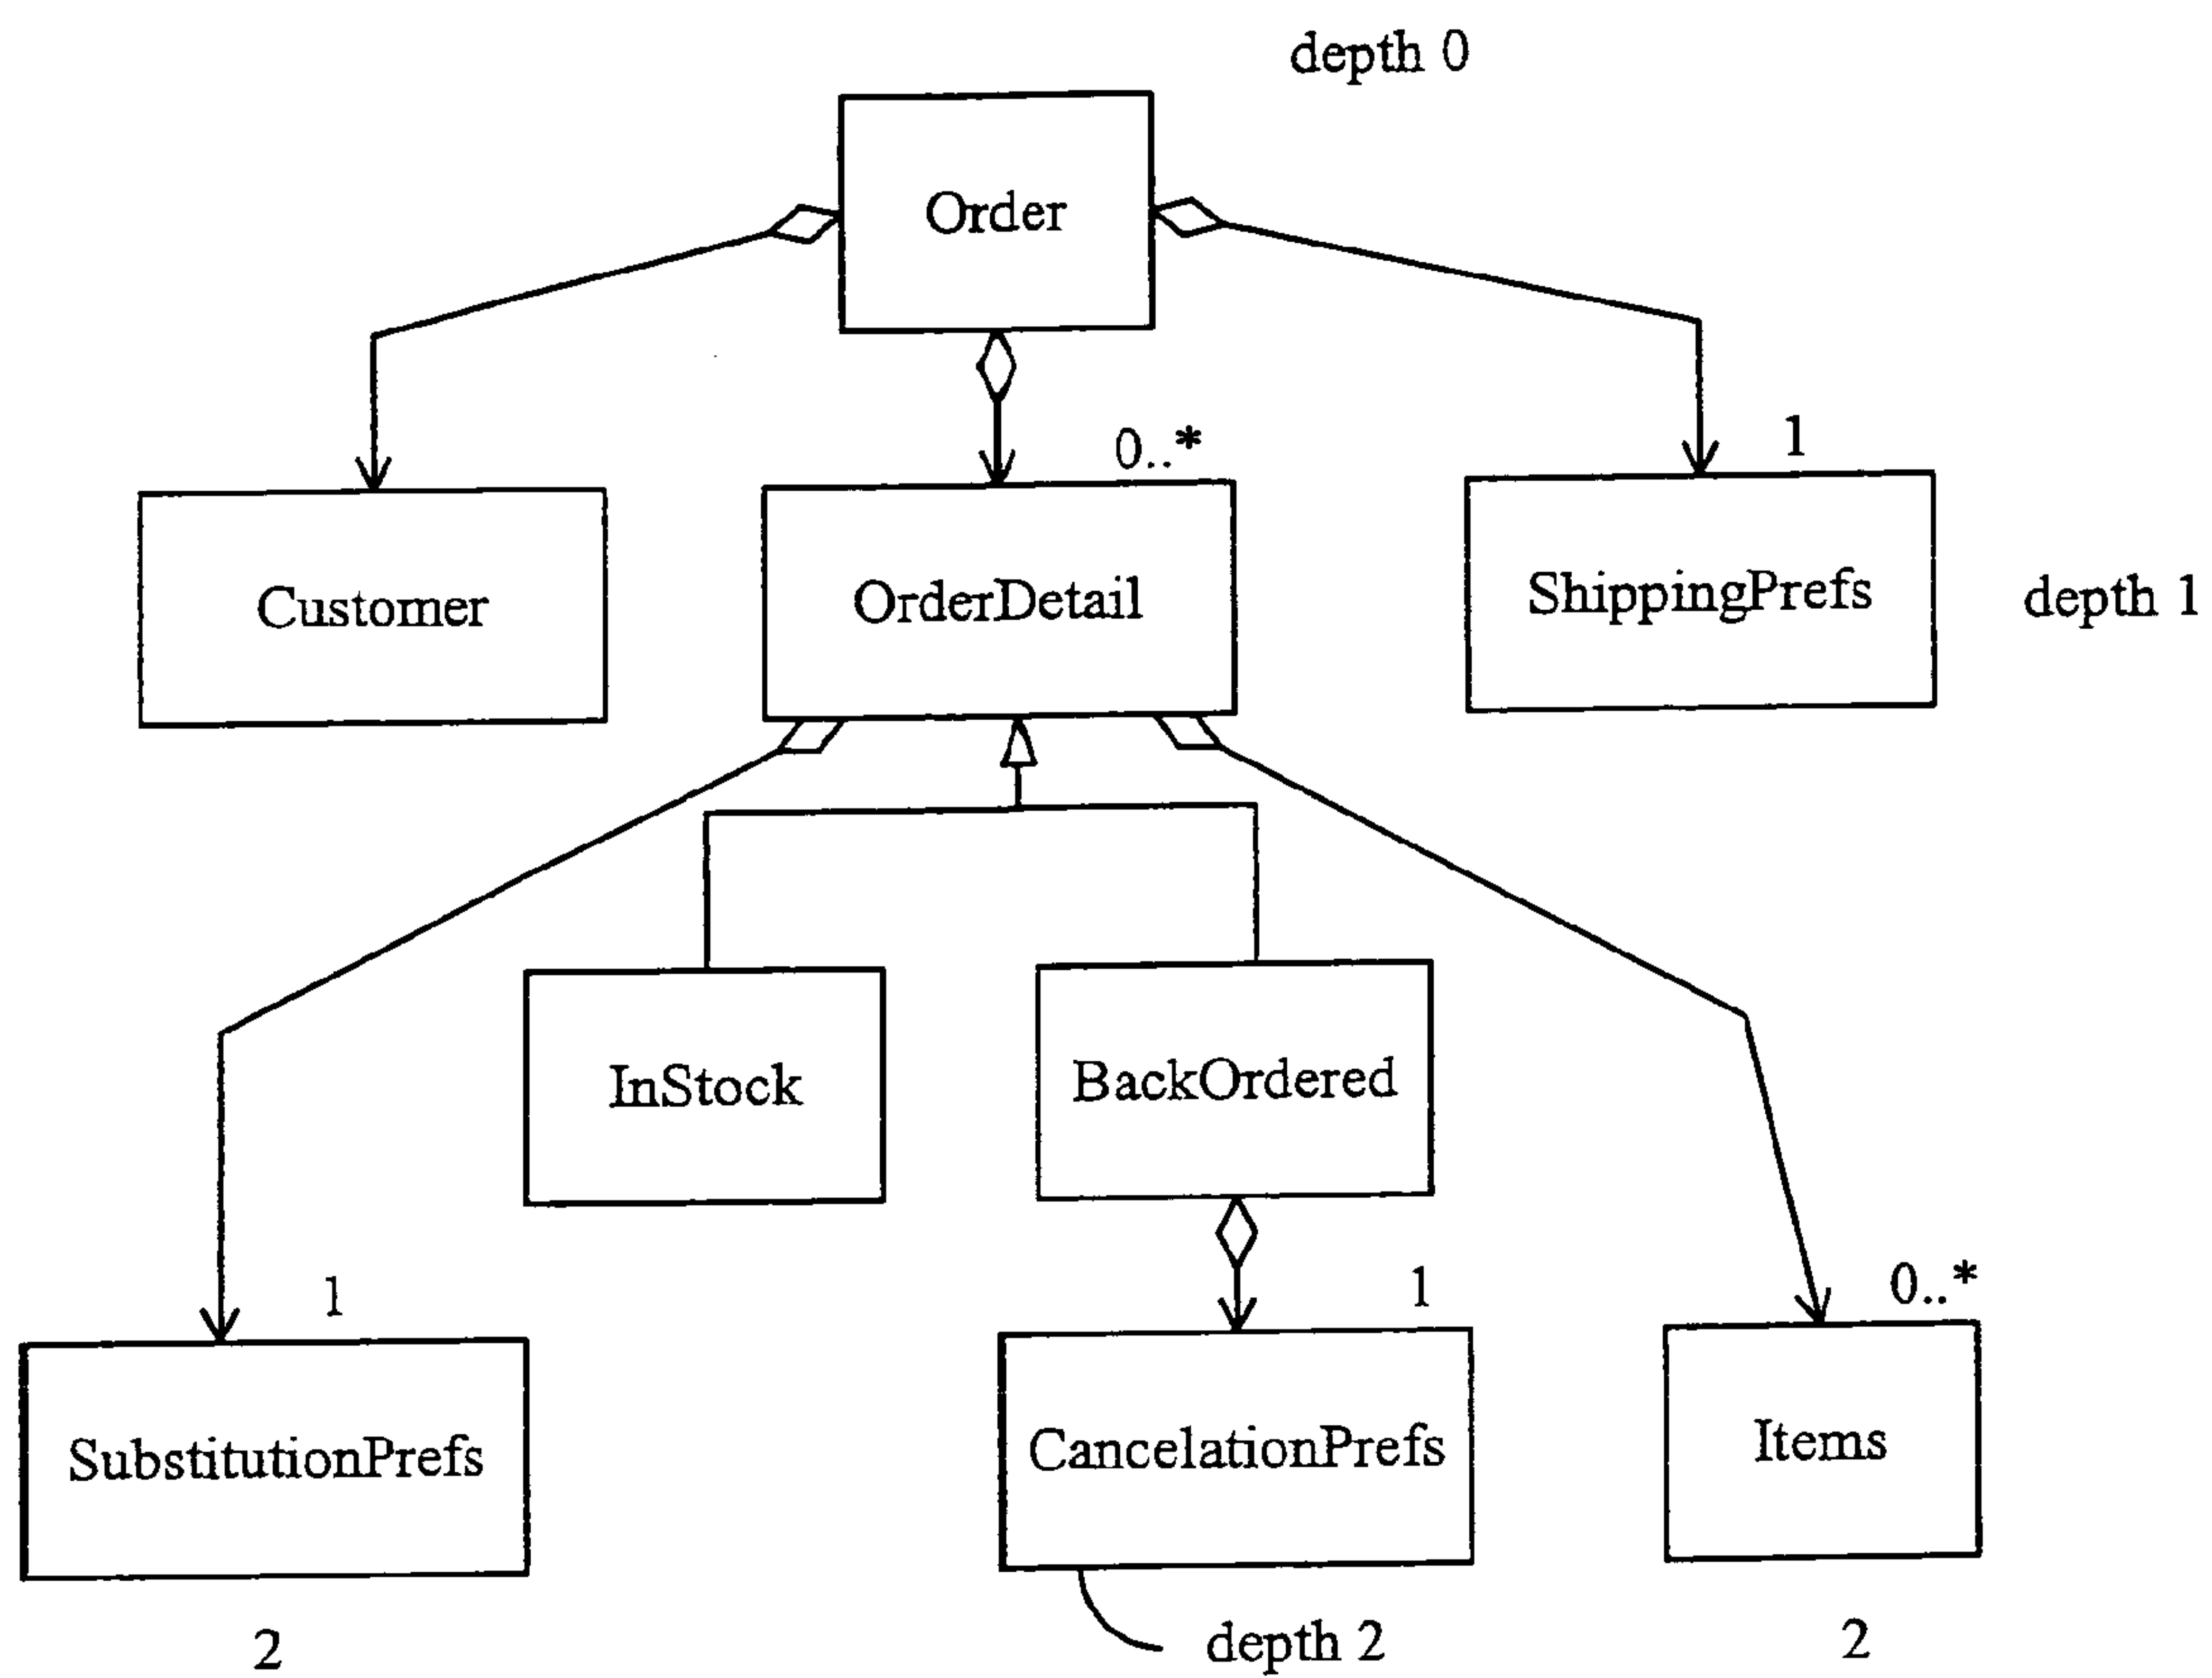 depth 0
Order
0..*
1
Customer
OrderDetail
ShippingPrefs
depth 1
InStock
BackOrdered
1
1
0..*
SubstitutionPrefs
CancelationPrefs
Items
2
depth 2
2